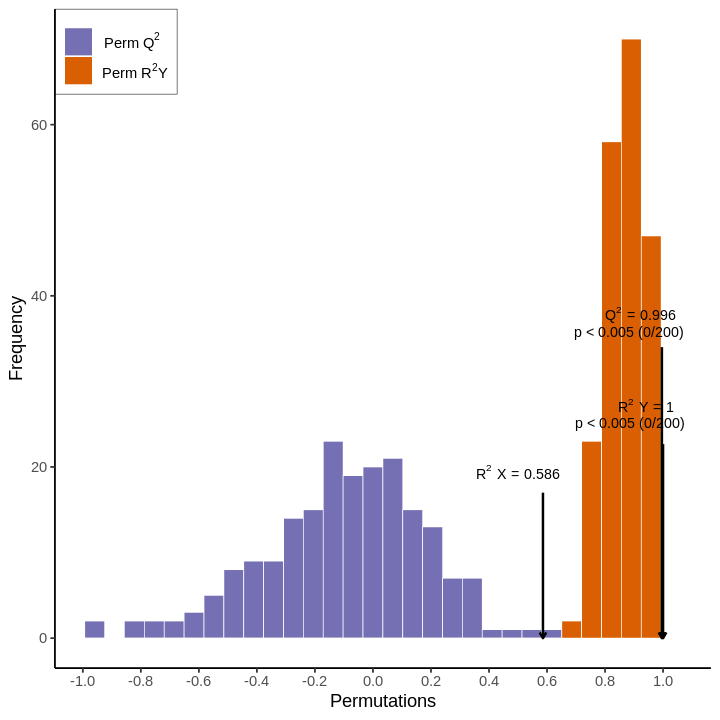 Perm Q²
Perm R²Y
60
40
20
0
Frequency
Q² = 0.996
p < 0.005 (0/200)
R² Y = 1
p < 0.005 (0/200)
R² X = 0.586
-1.0 -0.8 -0.6 -0.4 -0.2 0.0 0.2 0.4 0.6 0.8 1.0
Permutations